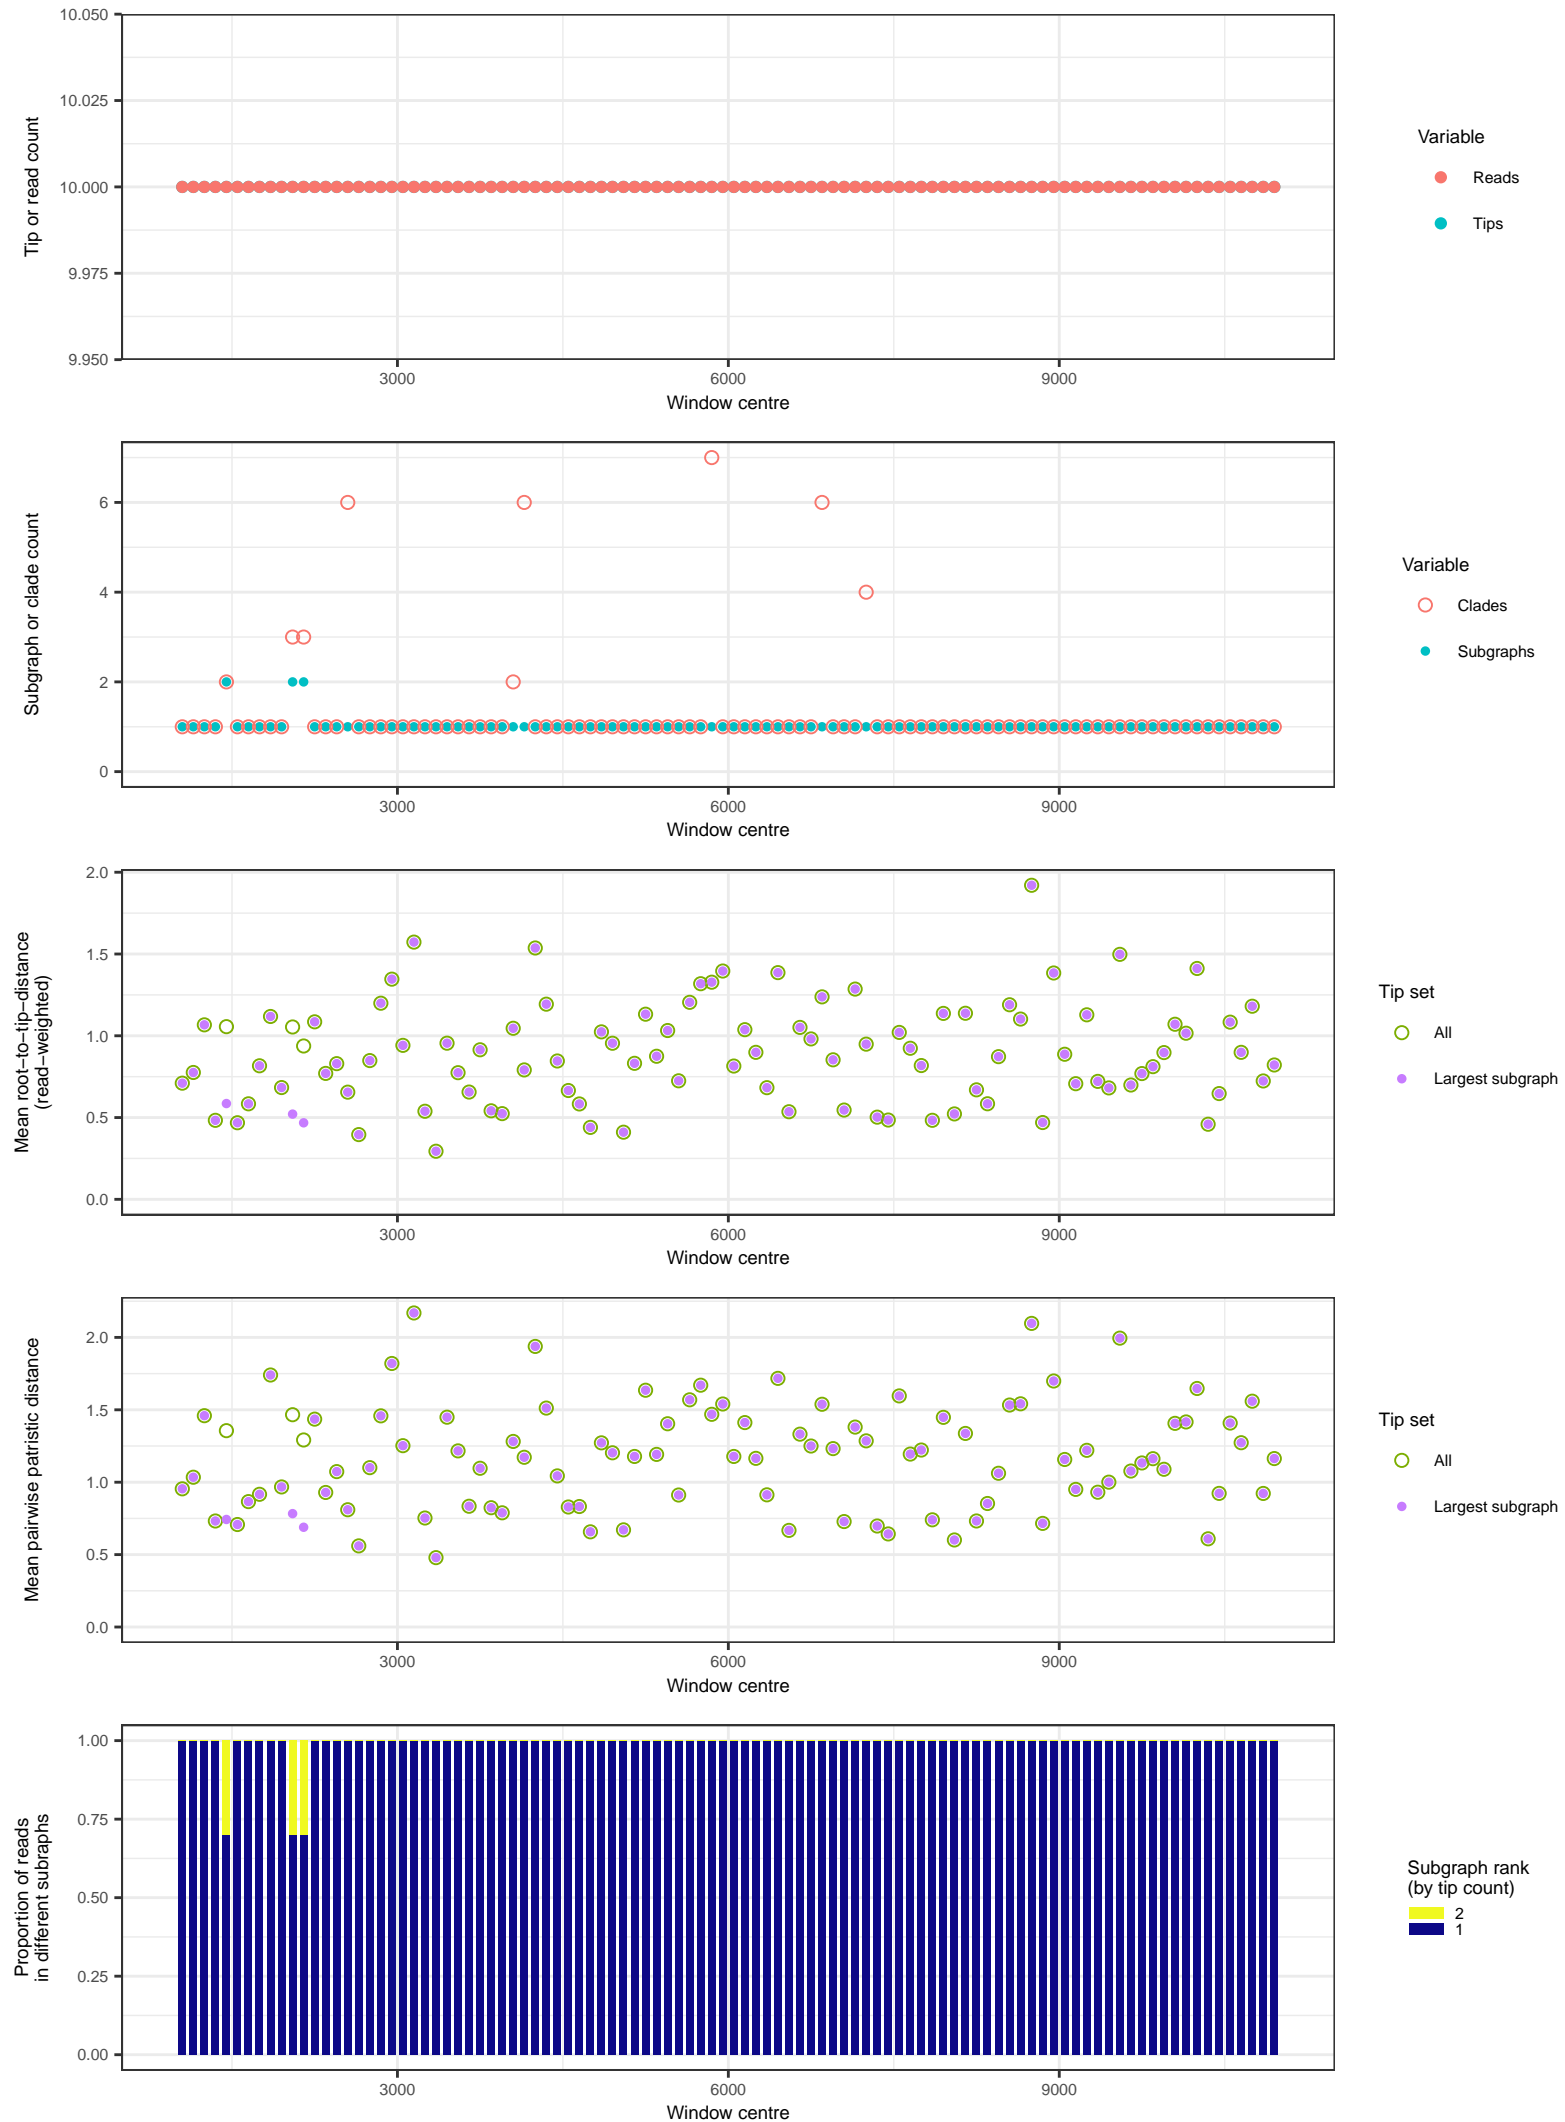 10.050
10.025
10.000
9.975
9.950
Tip or read count
3000 6000 9000
Window centre
Variable
Reads
Tips
6
4
2
0
Subgraph or clade count
3000 6000 9000
Window centre
Variable
Clades
Subgraphs
2.0
1.5
1.0
0.5
0.0
Mean root−to−tip−distance
(read−weighted)
3000 6000 9000
Window centre
Tip set
All
Largest subgraph
2.0
1.5
1.0
0.5
0.0
Mean pairwise patristic distance
3000 6000 9000
Window centre
Tip set
All
Largest subgraph
1.00
0.75
0.50
0.25
0.00
Proportion of reads
in different subraphs
3000 6000 9000
Window centre
Subgraph rank
(by tip count)
2
1